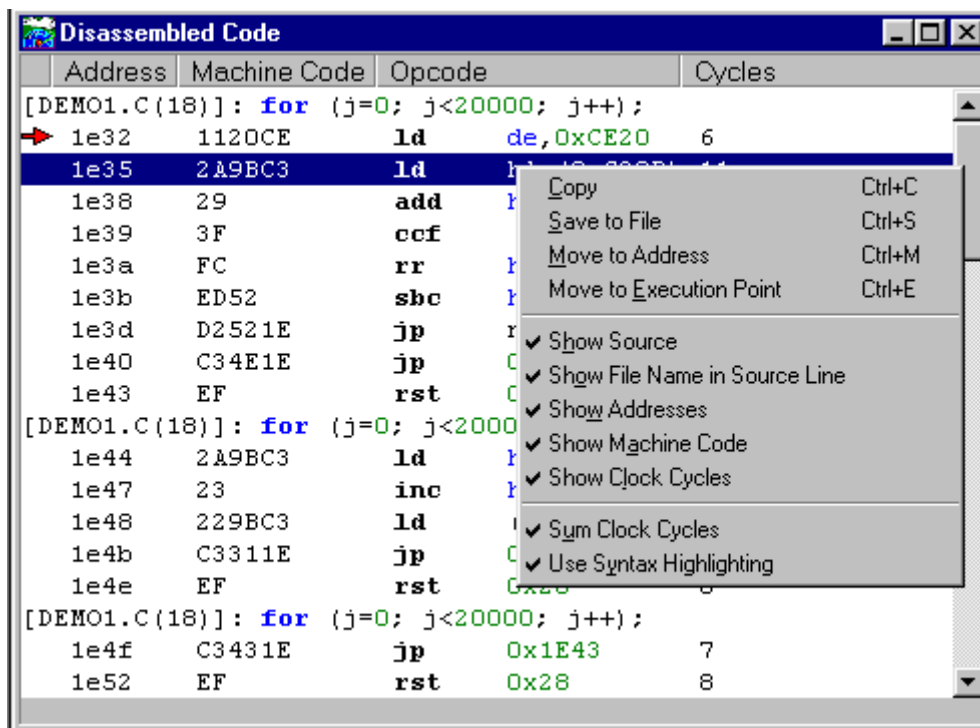 Disassembled Code
Address Machine Code Opcode Cycles
[DEMO1.C(18)]: for (j=0; j<20000; j++);
1e32 1120CE ld de,0xCE20 6
1e35 2A9BC3 ld
1e38 29 add
1e39 3F ccf
1e3a FC rr
1e3b ED52 sbc
1e3d D2521E jp
1e40 C34E1E jp
1e43 EF rst
[DEMO1.C(18)]: for (j=0; j<2000
1e44 2A9BC3 ld
1e47 23 inc
1e48 229BC3 ld
1e4b C3311E jp
1e4e EF rst
[DEMO1.C(18)]: for (j=0; j<20000; j++);
1e4f C3431E jp 0x1E43 7
1e52 EF rst 0x28 8
Copy Ctrl+C
Save to File Ctrl+S
Move to Address Ctrl+M
Move to Execution Point Ctrl+E
Show Source
Show File Name in Source Line
Show Addresses
Show Machine Code
Show Clock Cycles
Sum Clock Cycles
Use Syntax Highlighting